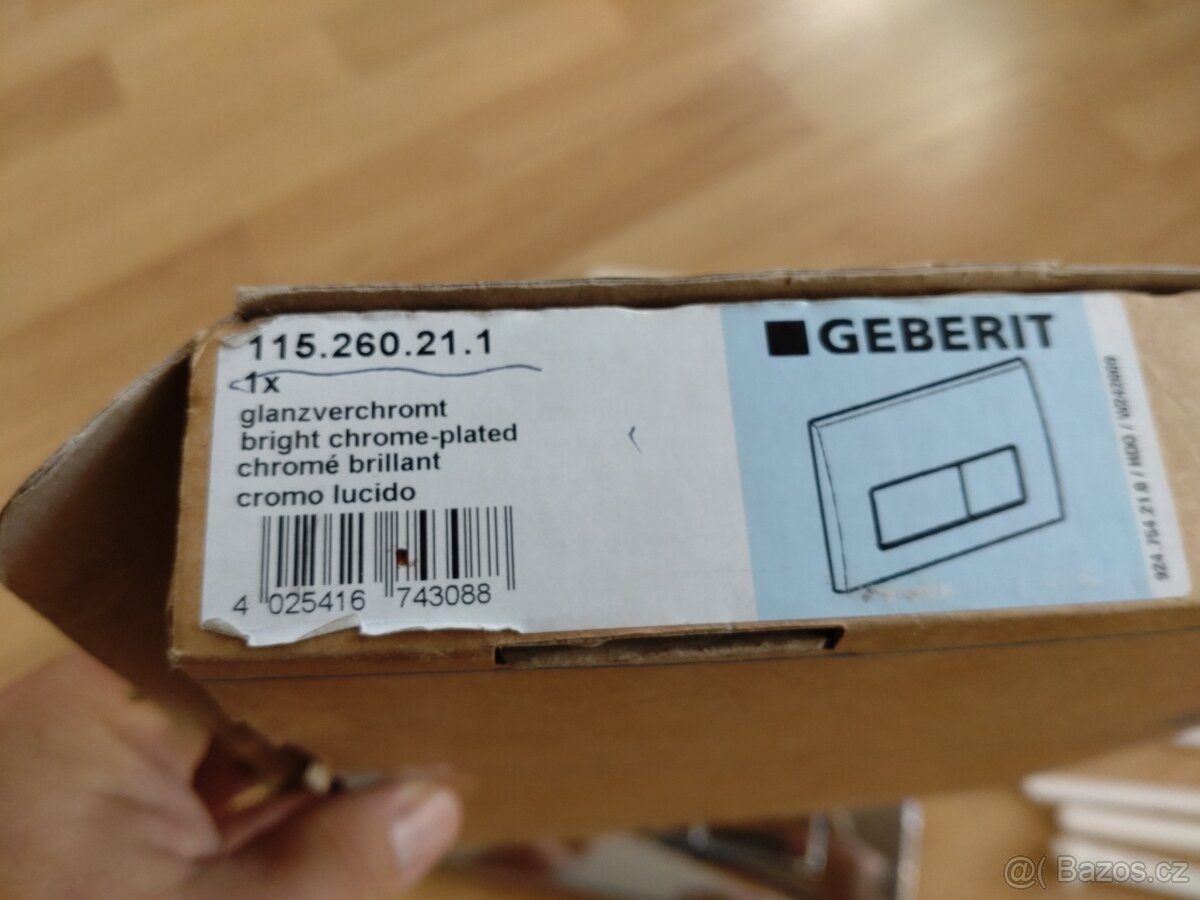 115.260.21.1
1x
glanzverchromt
bright chrome-plated
chromé brillant
cromo lucido
4 025416 743088
GEBERIT
@( Bazos.cz